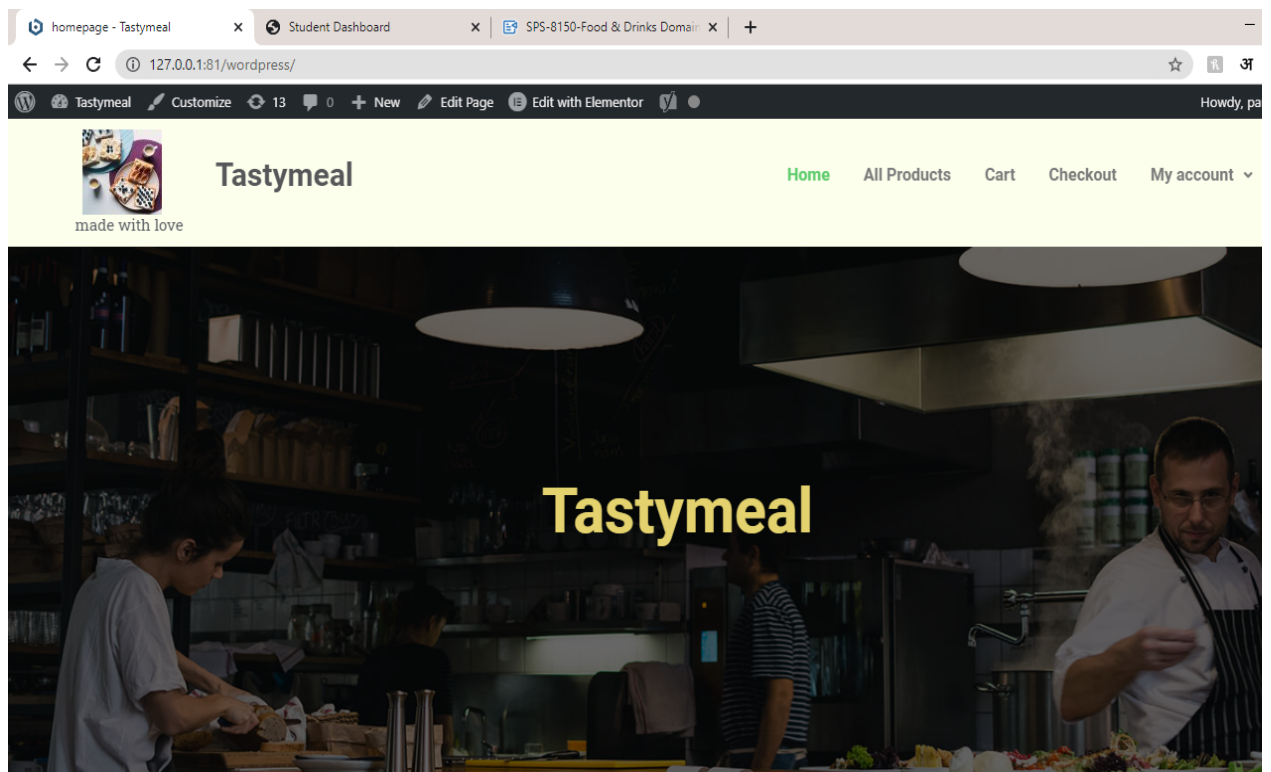 homepage - Tastymeal
Student Dashboard
SPS-8150-Food & Drinks Domain
127.0.0.1:81/wordpress/
अ
Tastymeal Customize 13 0 + New Edit Page Edit with Elementor Howdy, pa
Tastymeal Home All Products Cart Checkout My account
made with love
Tastymeal